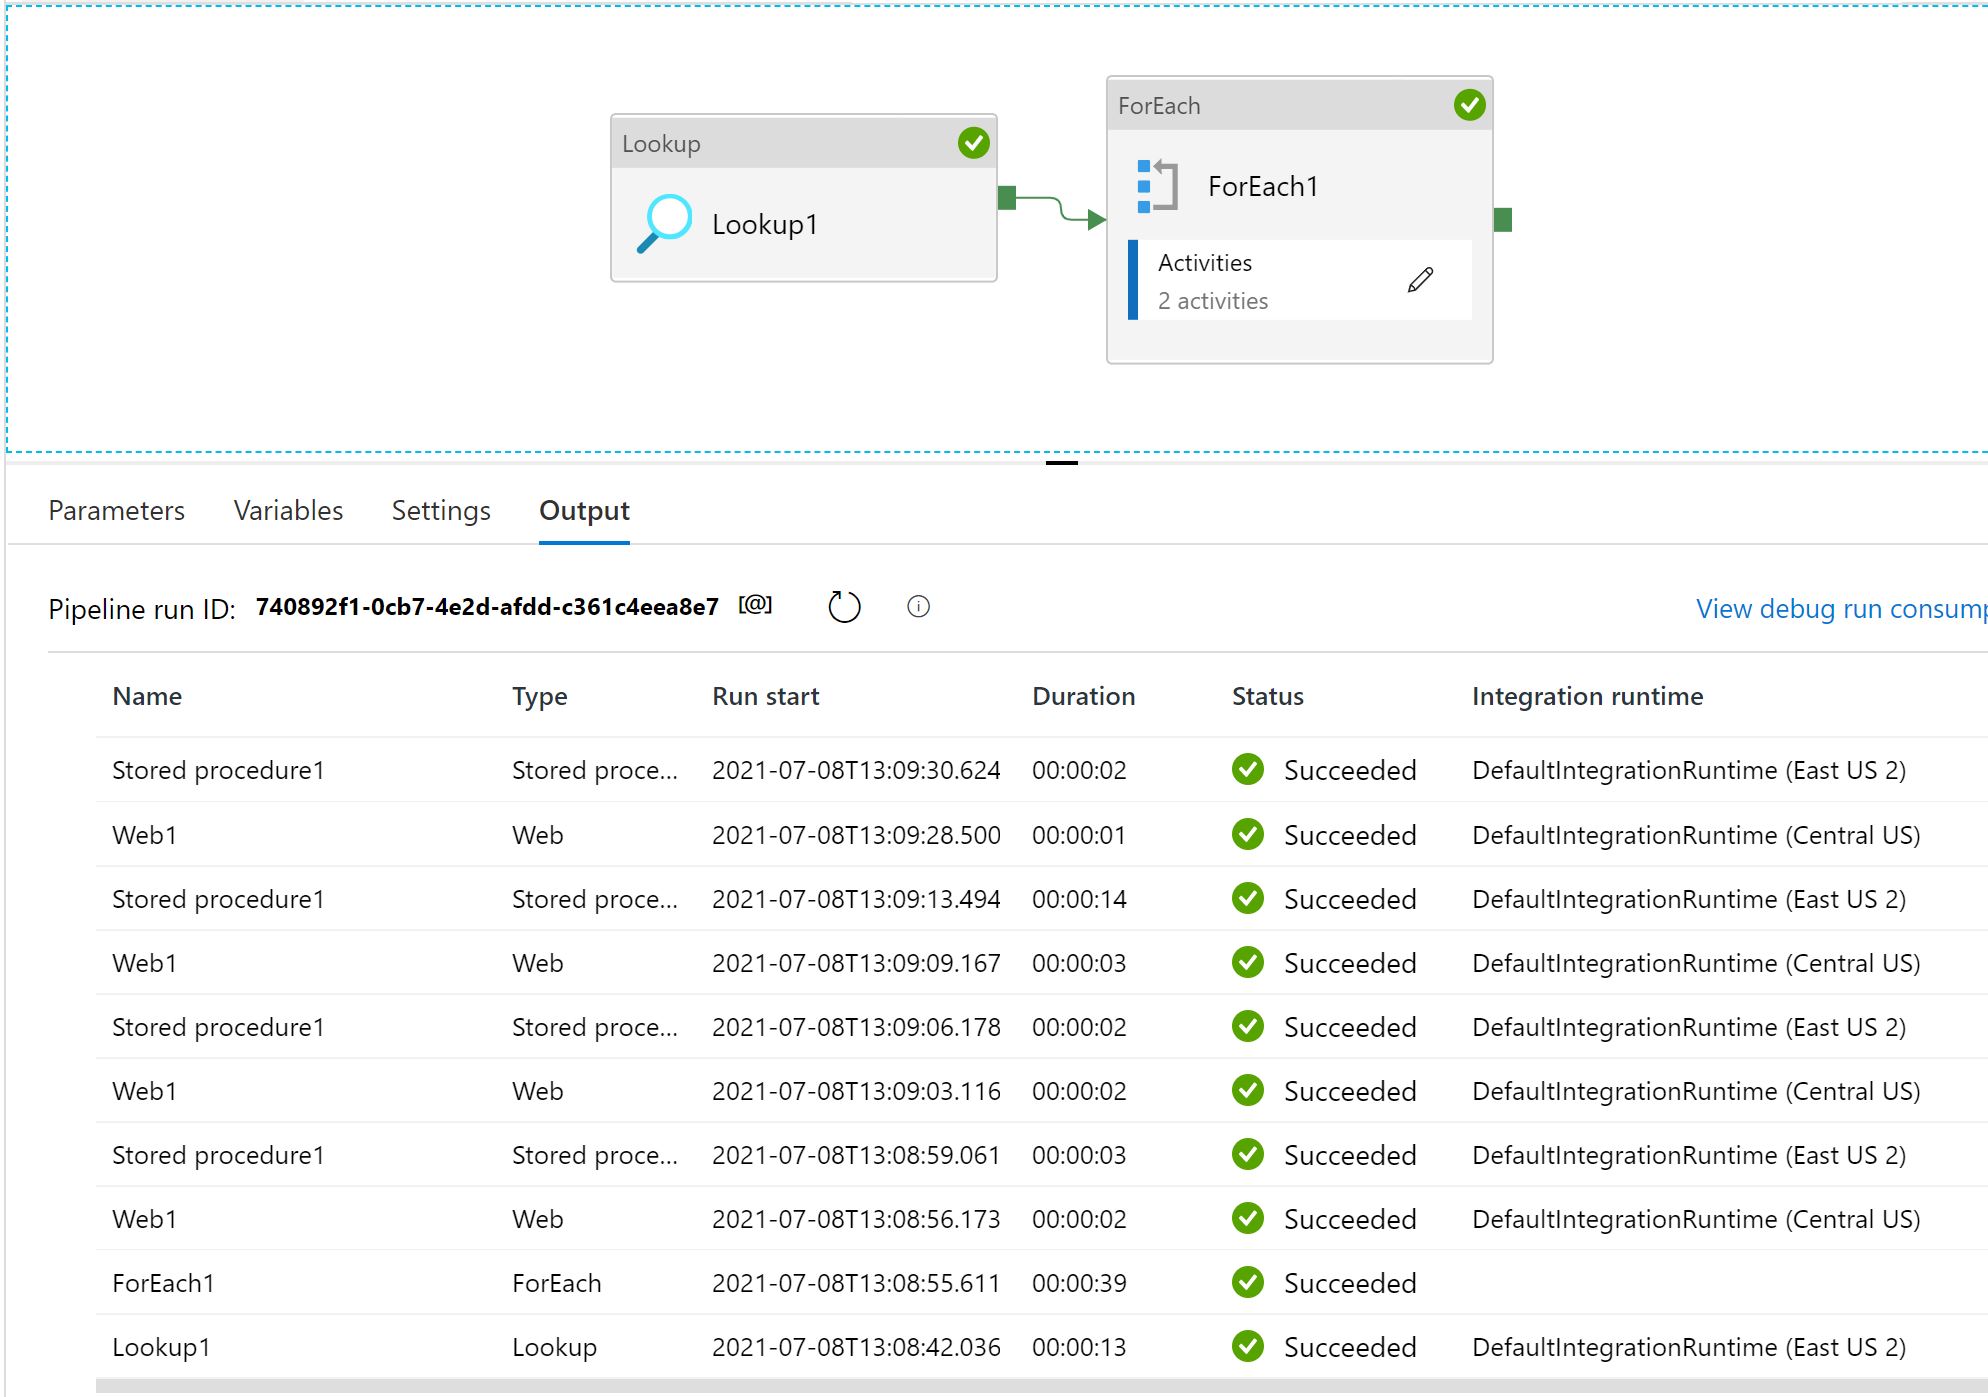 Lookup
Lookup1
ForEach
ForEach1
Activities
2 activities
Parameters Variables Settings Output
Pipeline run ID: 740892f1-0cb7-4e2d-afdd-c361c4eea8e7 [@] View debug run consump
Name Type Run start Duration Status Integration runtime
Stored procedure1 Stored proce... 2021-07-08T13:09:30.624 00:00:02 Succeeded DefaultIntegrationRuntime (East US 2)
Web1 Web 2021-07-08T13:09:28.500 00:00:01 Succeeded DefaultIntegrationRuntime (Central US)
Stored procedure1 Stored proce... 2021-07-08T13:09:13.494 00:00:14 Succeeded DefaultIntegrationRuntime (East US 2)
Web1 Web 2021-07-08T13:09:09.167 00:00:03 Succeeded DefaultIntegrationRuntime (Central US)
Stored procedure1 Stored proce... 2021-07-08T13:09:06.178 00:00:02 Succeeded DefaultIntegrationRuntime (East US 2)
Web1 Web 2021-07-08T13:09:03.116 00:00:02 Succeeded DefaultIntegrationRuntime (Central US)
Stored procedure1 Stored proce... 2021-07-08T13:08:59.061 00:00:03 Succeeded DefaultIntegrationRuntime (East US 2)
Web1 Web 2021-07-08T13:08:56.173 00:00:02 Succeeded DefaultIntegrationRuntime (Central US)
ForEach1 ForEach 2021-07-08T13:08:55.611 00:00:39 Succeeded
Lookup1 Lookup 2021-07-08T13:08:42.036 00:00:13 Succeeded DefaultIntegrationRuntime (East US 2)